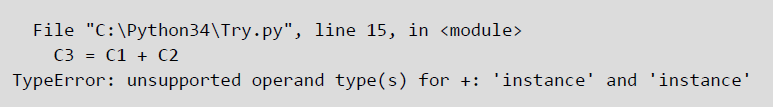 File "C:\Python34\Try.py", line 15, in <module>
C3 = C1 + C2
TypeError: unsupported operand type(s) for +: 'instance' and 'instance'